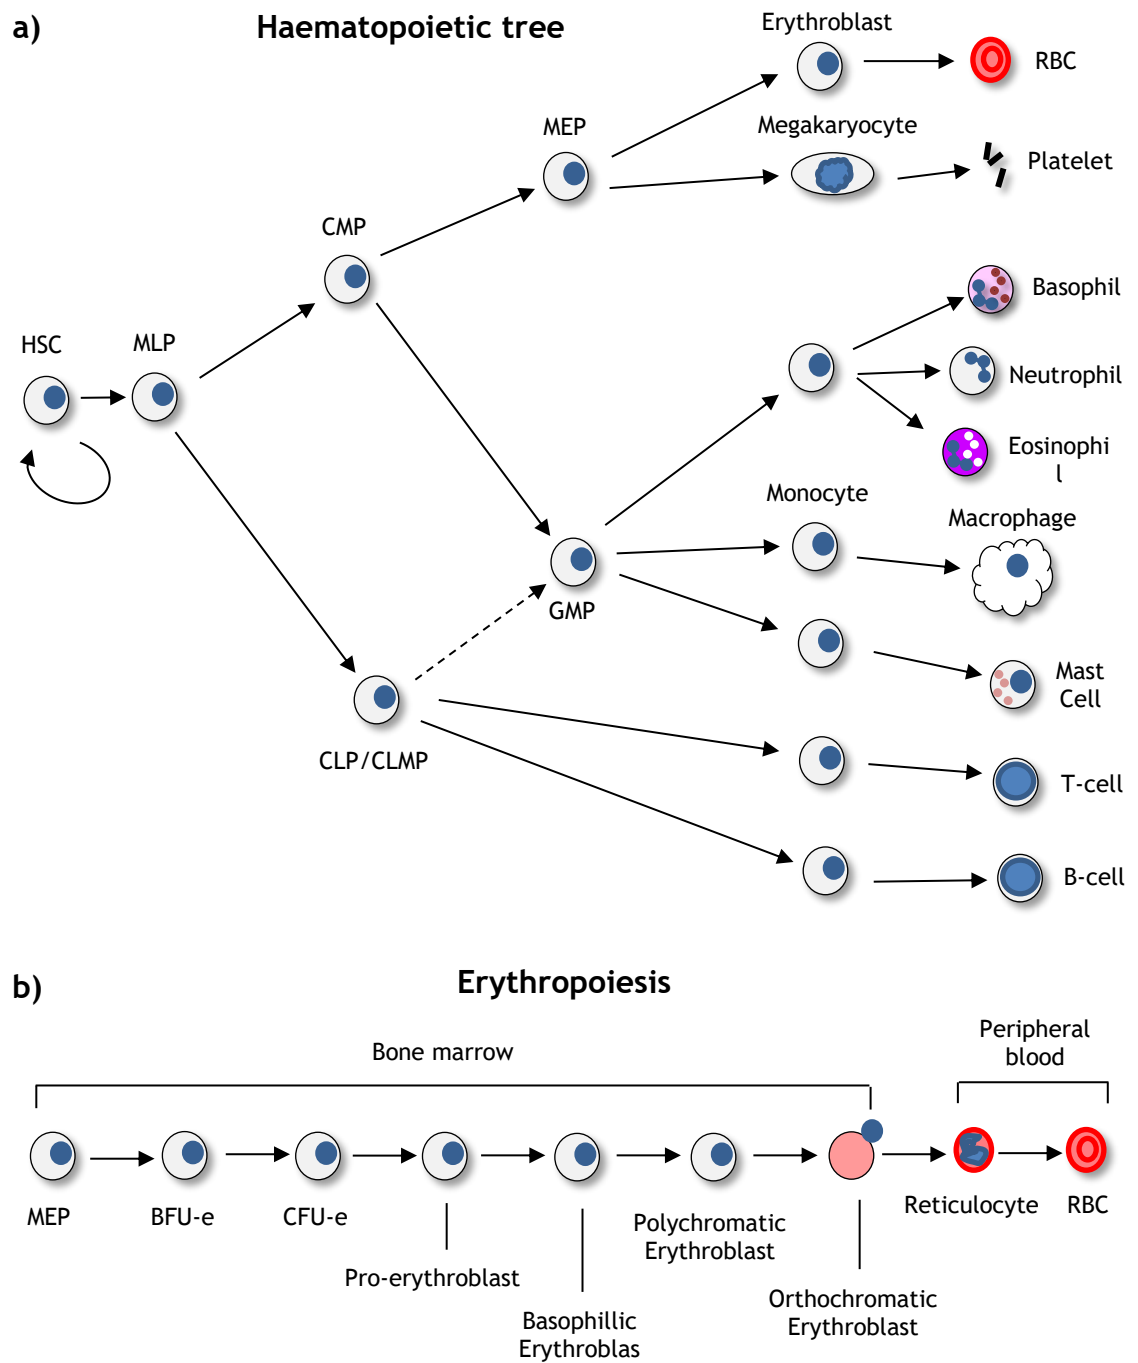 a)
Haematopoietic tree
Erythroblast
RBC
MEP
Megakaryocyte
Platelet
CMP
Basophil
HSC
MLP
Neutrophil
Eosinophi
l
Monocyte
Macrophage
GMP
Mast
Cell
CLP/CLMP
T-cell
B-cell
b)
Erythropoiesis
Peripheral
blood
Bone marrow
MEP
BFU-e
CFU-e
Pro-erythroblast
Basophillic
Erythroblas
Polychromatic
Erythroblast
Orthochromatic
Erythroblast
Reticulocyte
RBC